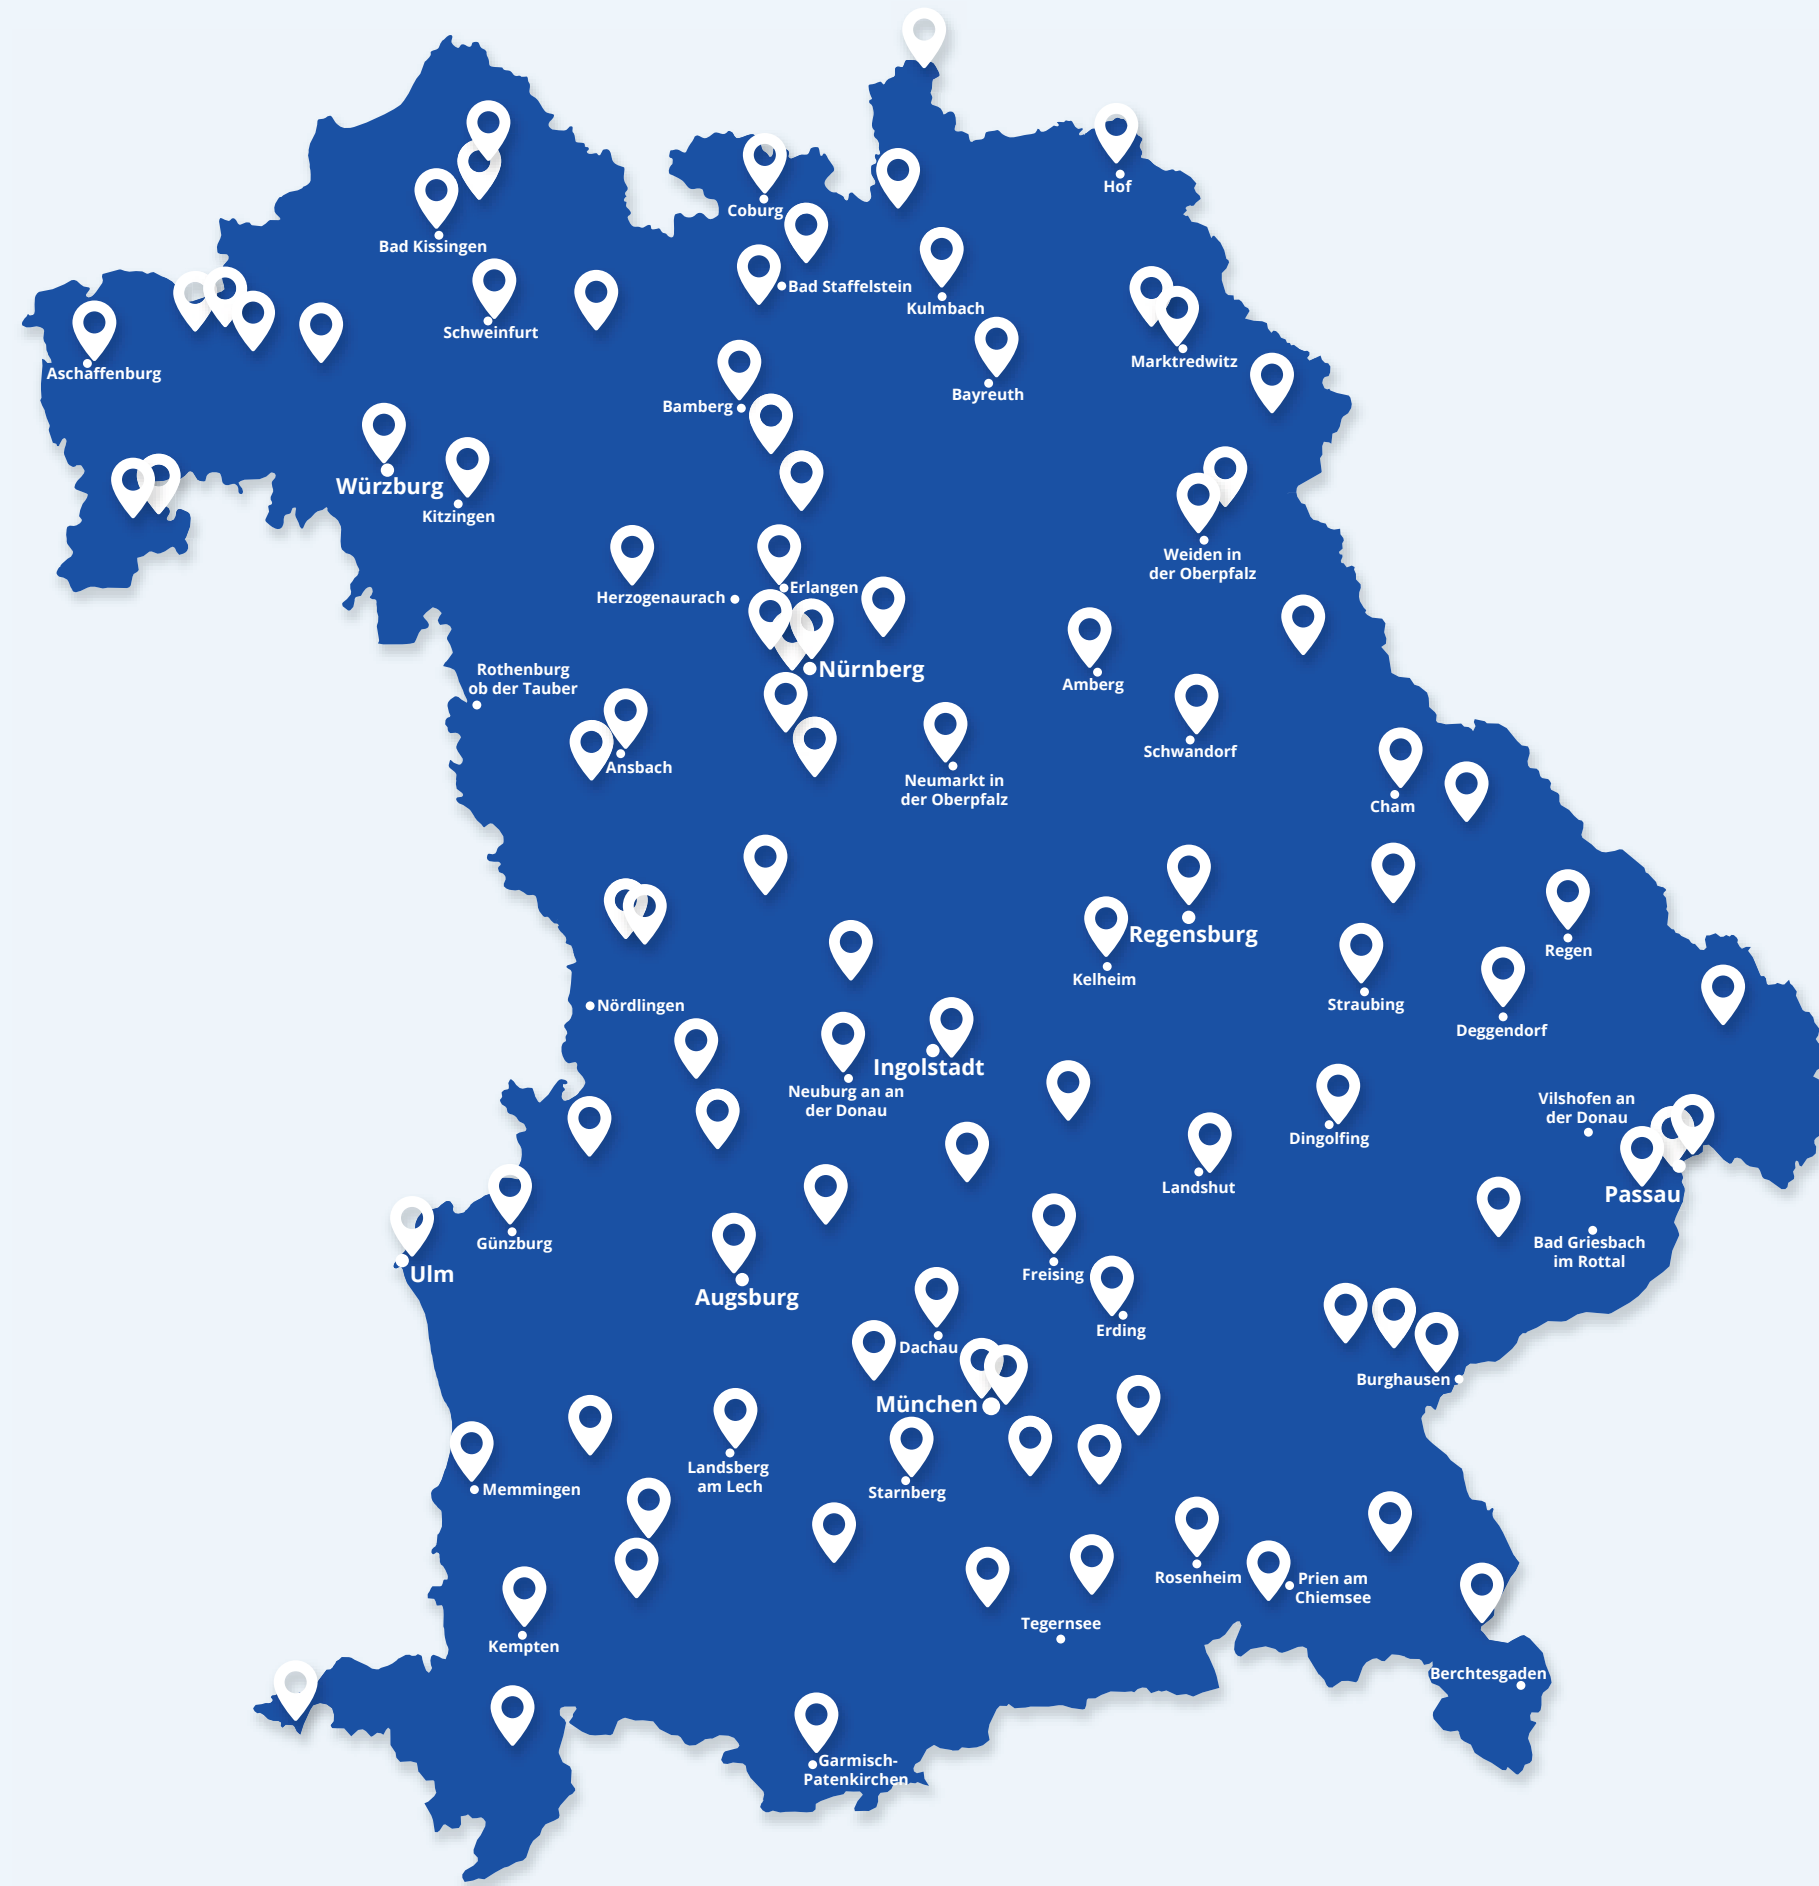 Hof
Coburg
Bad Kissingen
Bad Staffelstein
Kulmbach
Schweinfurt
Marktredwitz
Aschaffenburg
Bayreuth
Bamberg
Würzburg
Kitzingen
Weiden in
der Oberpfalz
Erlangen
Herzogenaurach
Nürnberg
Rothenburg
ob der Tauber
Amberg
Schwandorf
Ansbach
Neumarkt in
der Oberpfalz
Cham
Regensburg
Regen
Kelheim
Nördlingen
Straubing
Deggendorf
Ingolstadt
Neuburg an an
der Donau
Vilshofen an
der Donau
Dingolfing
Landshut
Passau
Günzburg
Bad Griesbach
im Rottal
Ulm
Freising
Augsburg
Erding
Dachau
Burghausen
München
Landsberg
am Lech
Memmingen
Starnberg
Rosenheim
Prien am
Chiemsee
Tegernsee
Kempten
Berchtesgaden
Garmisch-
Patenkirchen